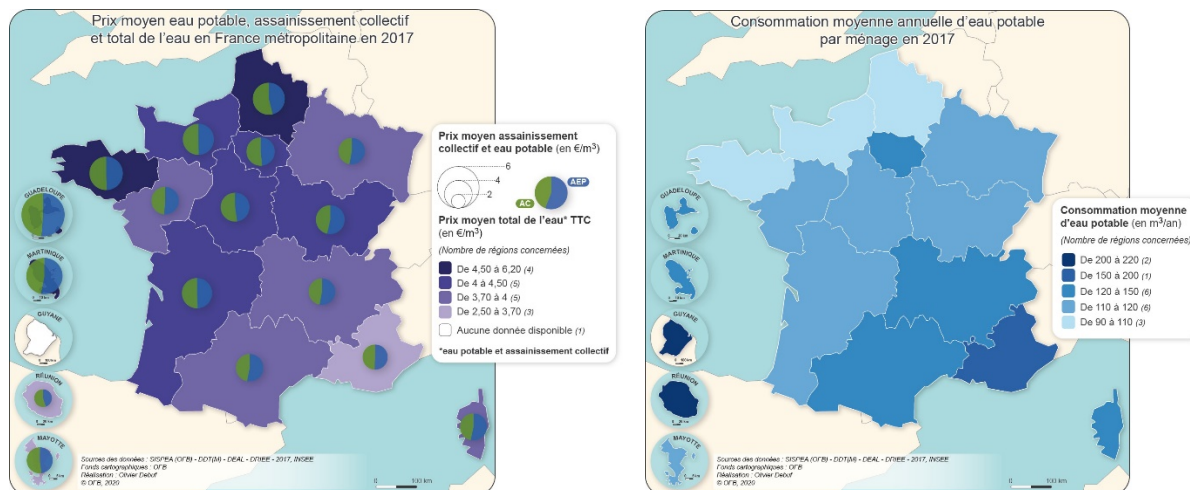 Prix moyen eau potable, assainissement collectif
et total de l'eau en France métropolitaine en 2017
GUADELOUPE
MARTINIQUE
GUYANE
RÉUNION
MAYOTTE
Prix moyen assainissement
collectif et eau potable (en €/m³)
6
4
2
AEP
AC
Prix moyen total de l'eau* TTC
(en €/m³)
(Nombre de régions concernées)
De 4,50 à 6,20 (4)
De 4 à 4,50 (5)
De 3,70 à 4 (5)
De 2,50 à 3,70 (3)
Aucune donnée disponible (1)
*eau potable et assainissement collectif
Sources des données : SISPEA (OFB) - DDT(M) - DEAL - DRIEE - 2017, INSEE
Fonds cartographiques : OFB
Réalisation : Olivier Debuf
© OFB, 2020
0 100 km
Consommation moyenne annuelle d'eau potable
par ménage en 2017
GUADELOUPE
MARTINIQUE
GUYANE
RÉUNION
MAYOTTE
Consommation moyenne
d'eau potable (en m³/an)
(Nombre de régions concernées)
De 200 à 220 (2)
De 150 à 200 (1)
De 120 à 150 (6)
De 110 à 120 (6)
De 90 à 110 (3)
Sources des données : SISPEA (OFB) - DDT(M) - DEAL - DRIEE - 2017, INSEE
Fonds cartographiques : OFB
Réalisation : Olivier Debuf
© OFB, 2020
0 100 km